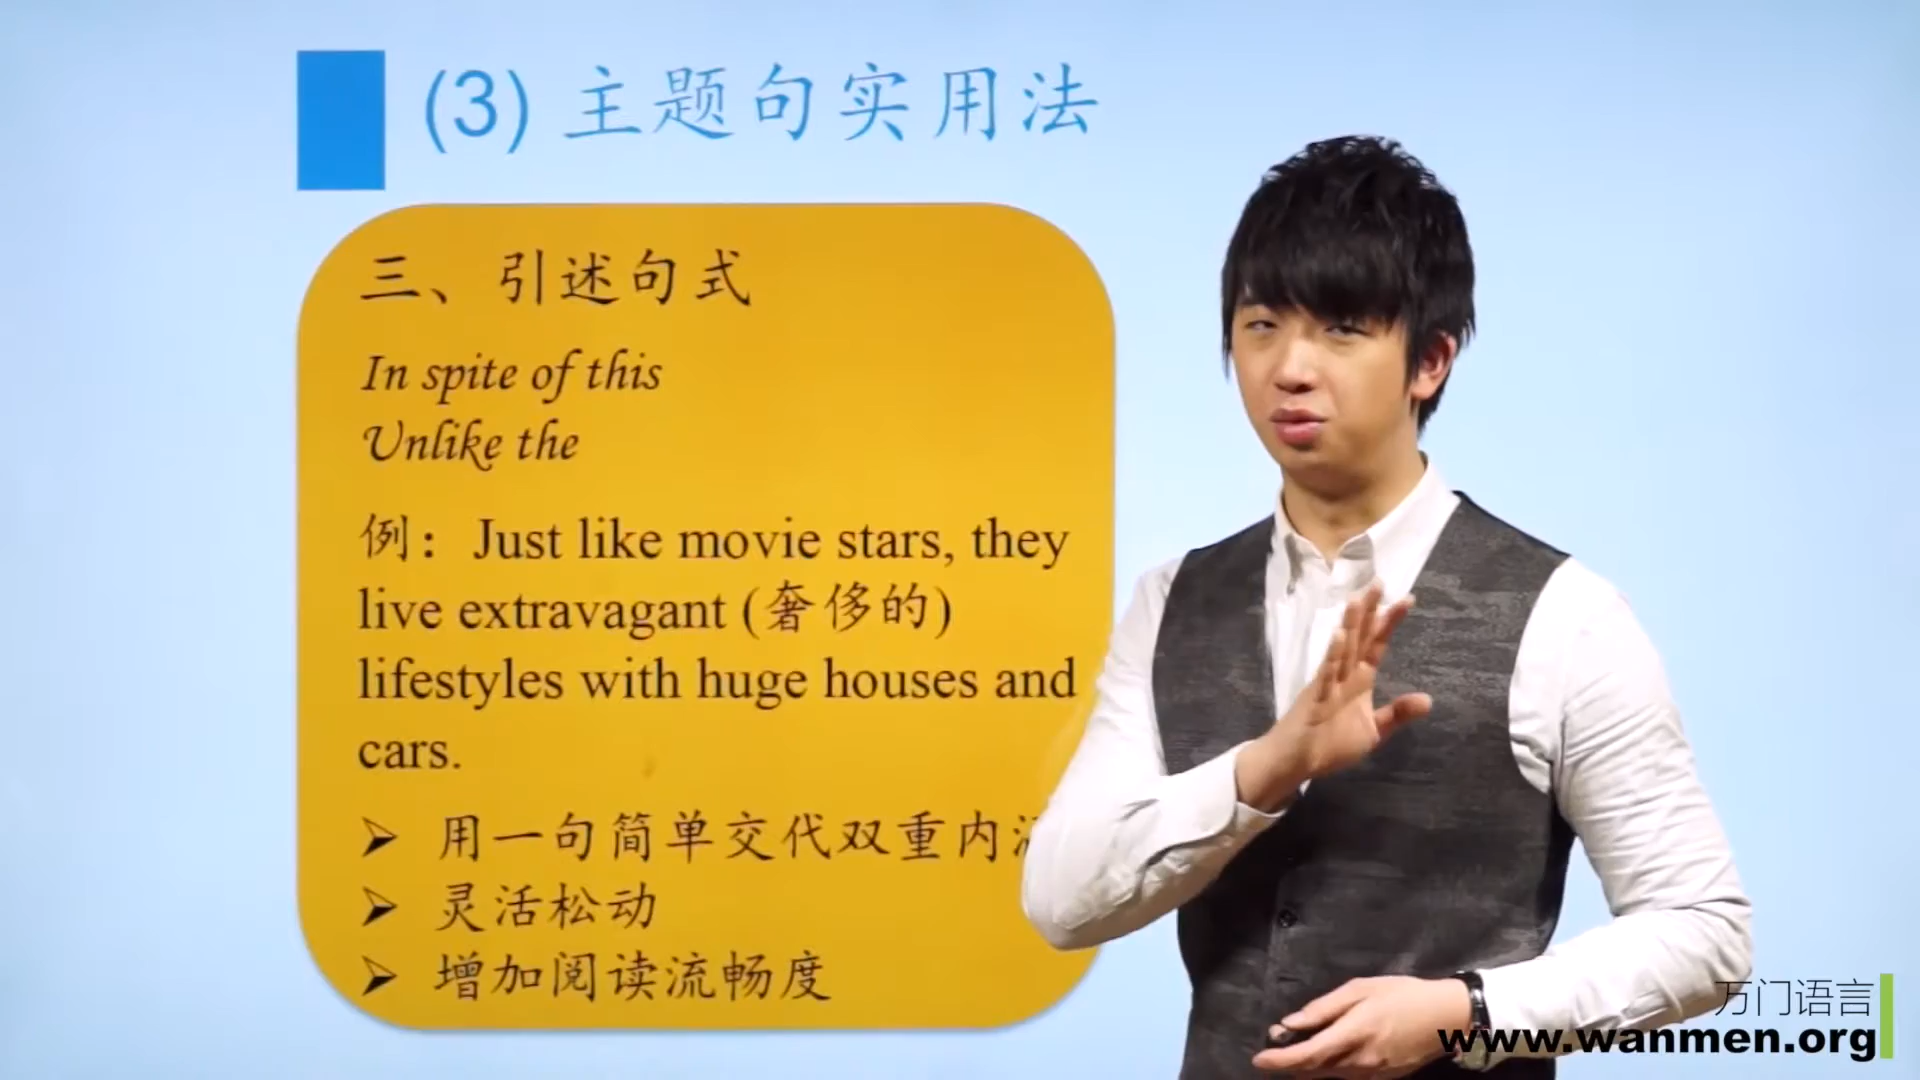 (3) 主题句实用法
三、引述句式
In spite of this
Unlike the
例：Just like movie stars, they
live extravagant (奢侈的)
lifestyles with huge houses and
cars.
➢ 用一句简单交代双重内
➢ 灵活松动
➢ 增加阅读流畅度
万门语言
www.wanmen.org